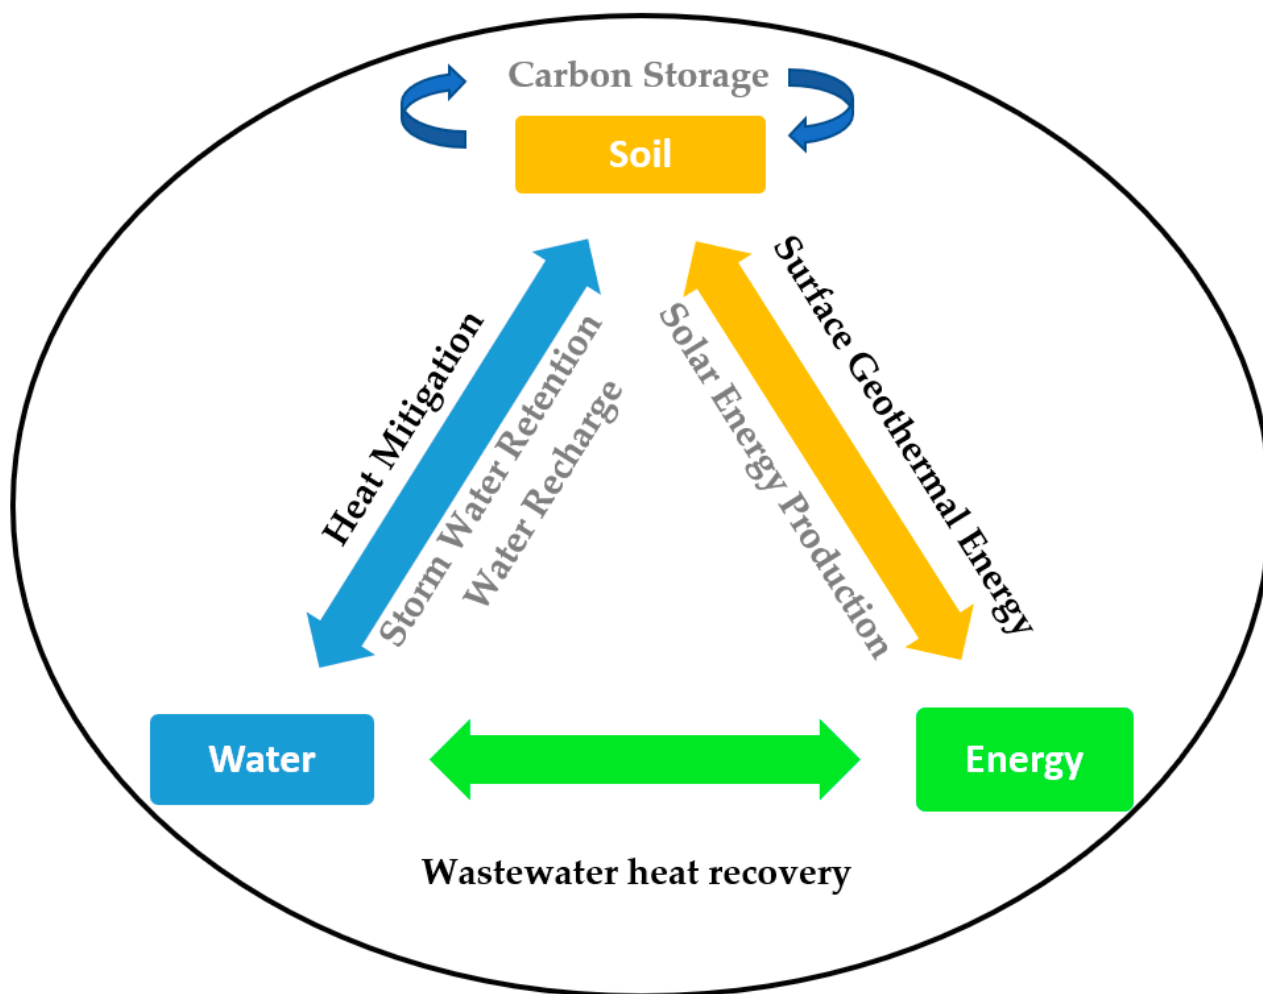 Carbon Storage
Soil
Heat Mitigation
Storm Water Retention
Water Recharge
Solar Energy Production
Surface Geothermal Energy
Water
Energy
Wastewater heat recovery